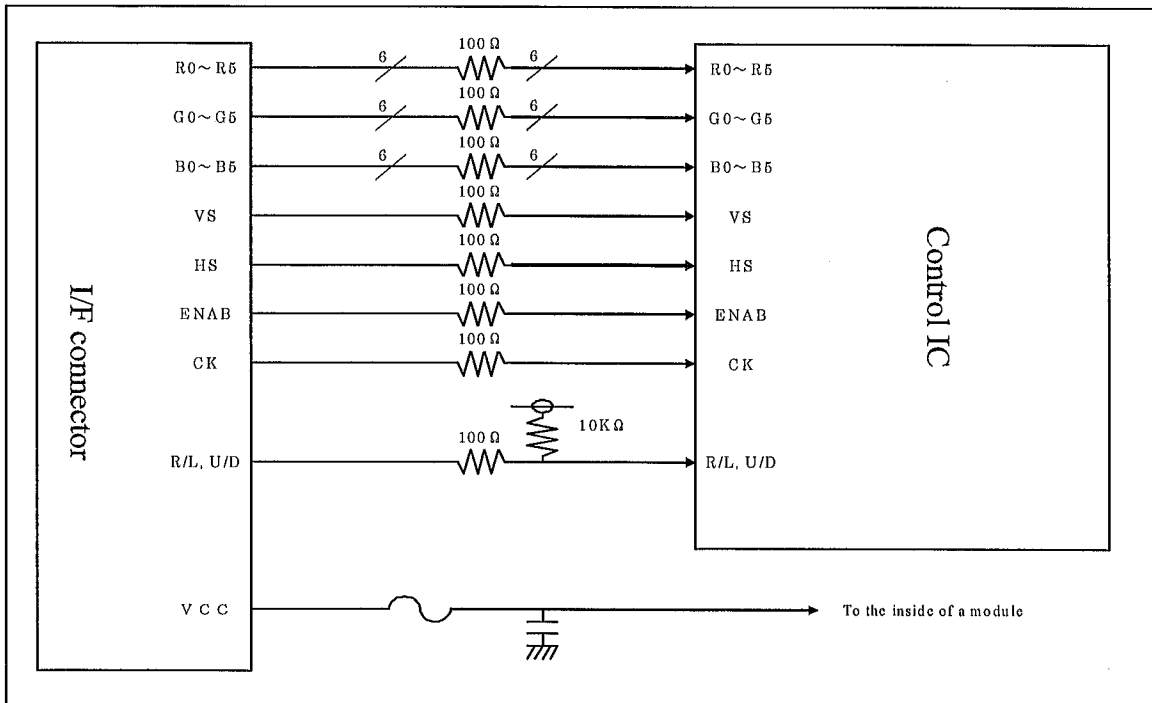 100Ω
R0~R5 6 6 R0~R5
100Ω
G0~G5 6 6 G0~G5
100Ω
B0~B5 6 6 B0~B5
100Ω
VS VS
100Ω
HS HS
100Ω
ENAB ENAB
100Ω
CK CK
10KΩ
100Ω
R/L, U/D R/L, U/D
I/F connector
Control IC
VCC To the inside of a module